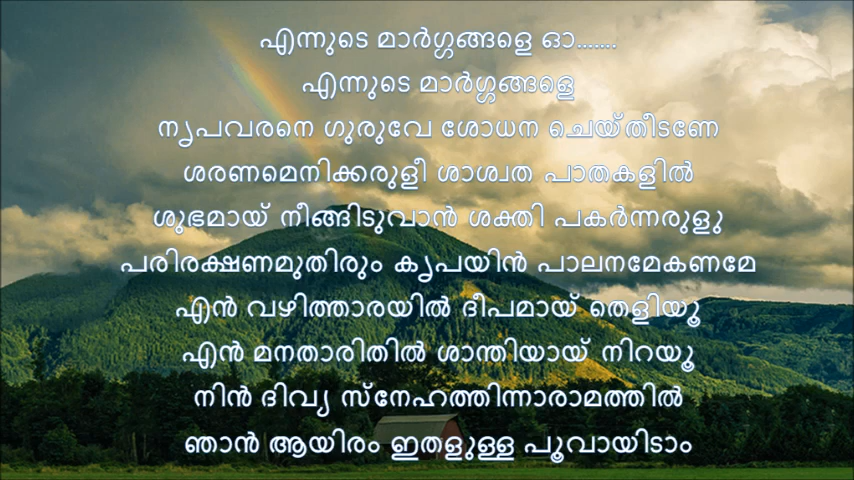 എന്നുടെ മാർഗ്ഗങ്ങളെ ഓ.......
എന്നുടെ മാർഗ്ഗങ്ങളെ
നൃപവരനെ ഗുരുവേ ശോധന ചെയ്തീടണേ
ശരണമെനിക്കരുളീ ശാശ്വത പാതകളിൽ
ശുഭമായ് നീങ്ങിടുവാൻ ശക്തി പകർന്നരുളു
പരിരക്ഷണമുതിരും കൃപയിൻ പാലനമേകണമേ
എൻ വഴിത്താരയിൽ ദീപമായ് തെളിയൂ
എൻ മനതാരിതിൽ ശാന്തിയായ് നിറയൂ
നിൻ ദിവ്യ സ്നേഹത്തിന്നാരാമത്തിൽ
ഞാൻ ആയിരം ഇതളുള്ള പൂവായിടാം